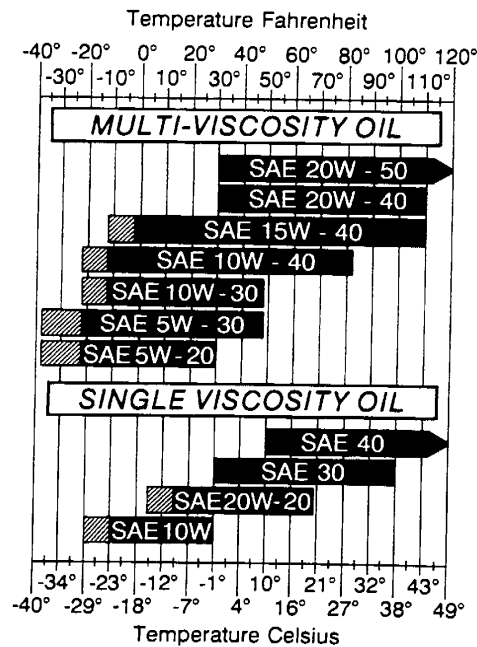 Temperature Fahrenheit
-40° -20° 0° 20° 40° 60° 80° 100° 120°
-30° -10° 10° 30° 50° 70° 90° 110°
MULTI-VISCOSITY OIL
SAE 20W - 50
SAE 20W - 40
SAE 15W - 40
SAE 10W - 40
SAE 10W-30
SAE 5W - 30
SAE 5W-20
SINGLE VISCOSITY OIL
SAE 40
SAE 30
SAE20W-20
SAE10W
-34° -23° -12° -1° 10° 21° 32° 43°
-40° -29° -18° -7° 4° 16° 27° 38° 49°
Temperature Celsius